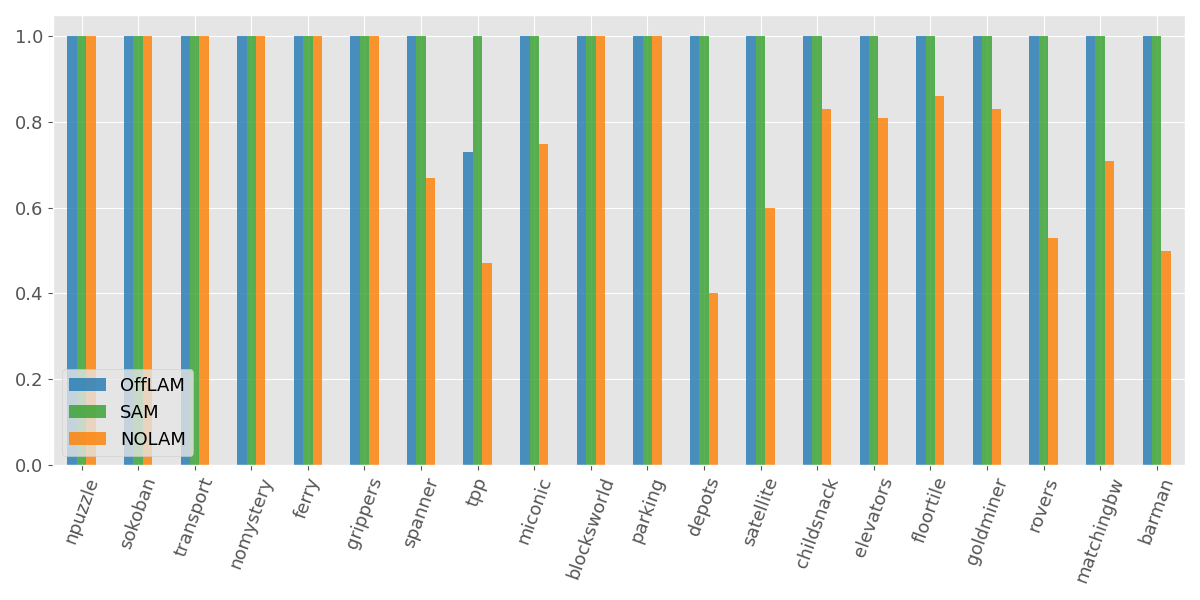 1.0
0.8
0.6
0.4
0.2
0.0
OffLAM
SAM
NOLAM
npuzzle
sokoban
transport
nomystery
ferry
grippers
spanner
tpp
miconic
blocksworld
parking
depots
satellite
childsnack
elevators
floortile
goldminer
rovers
matchingbw
barman